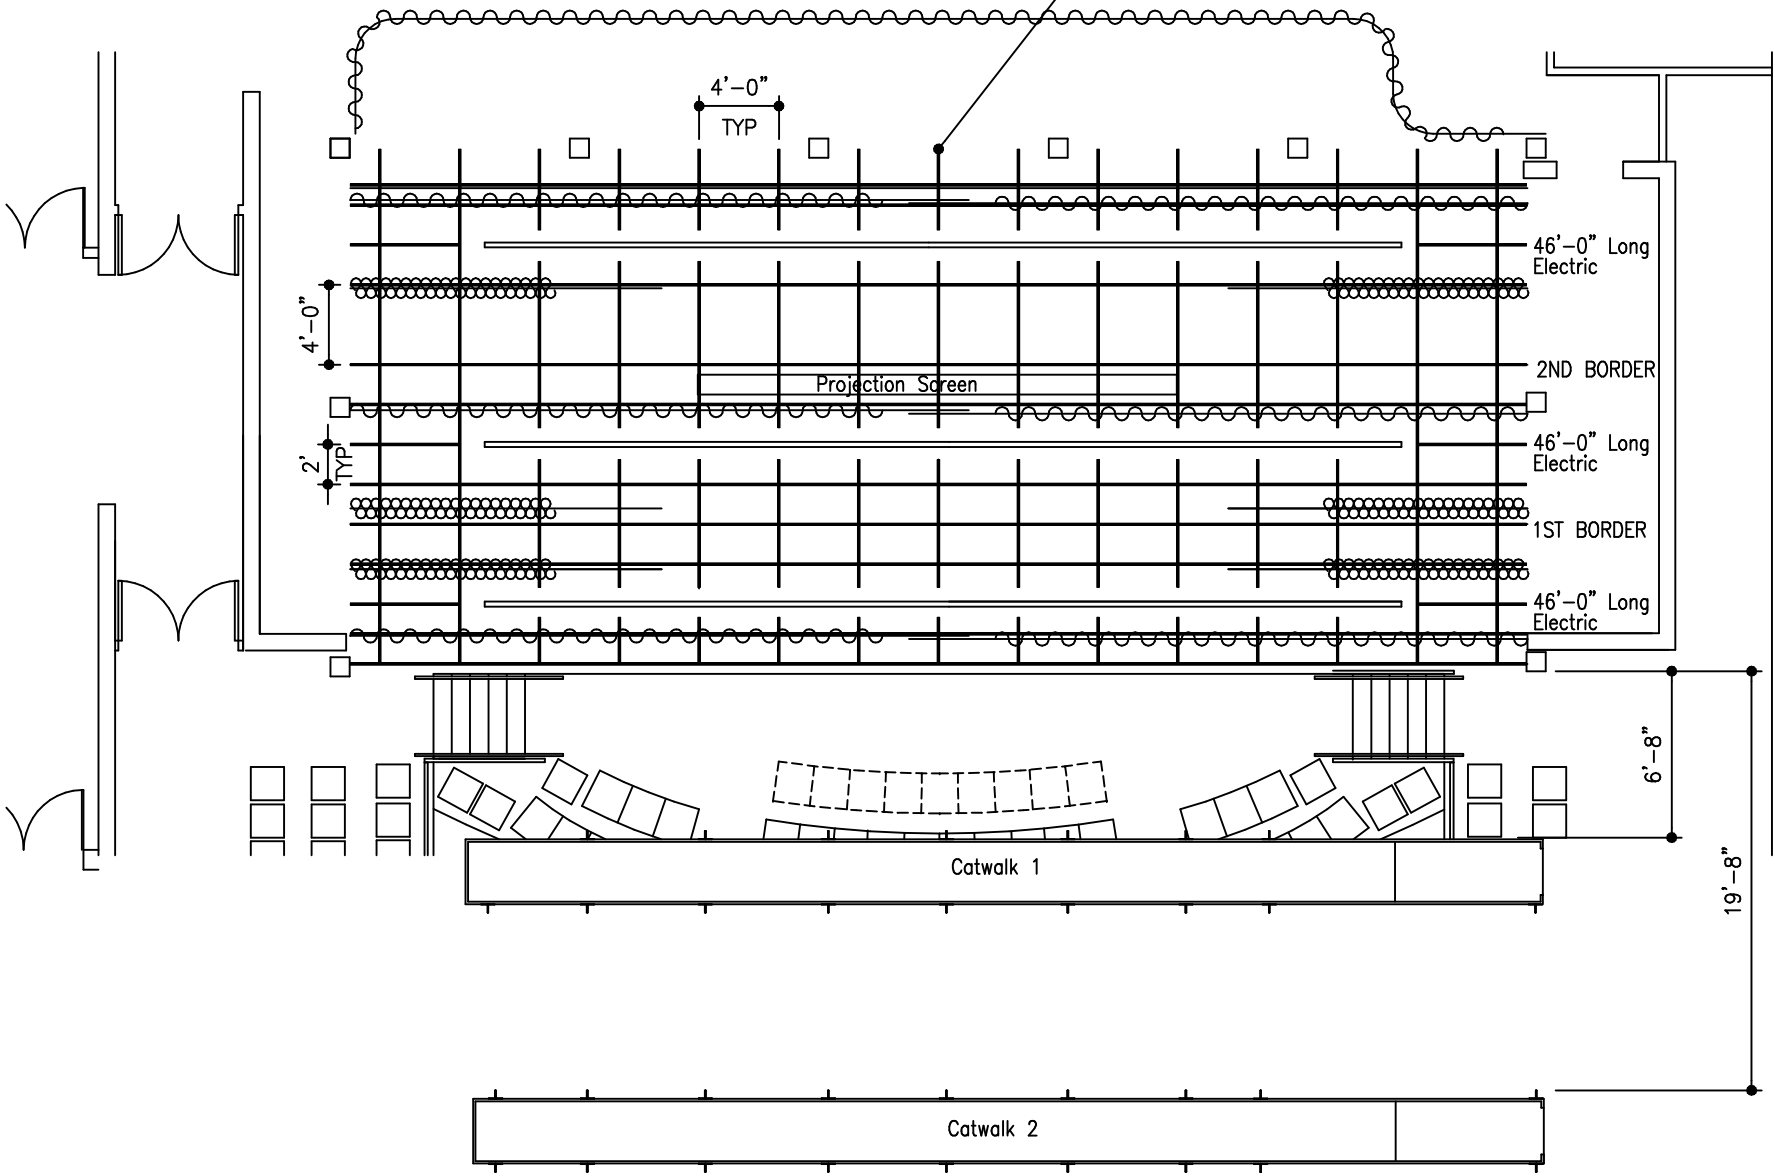 4'-0"
TYP
46'-0" Long
Electric
4'-0"
2ND BORDER
Projection Screen
46'-0" Long
Electric
2'
TYP
1ST BORDER
46'-0" Long
Electric
6'-8"
19'-8"
Catwalk 1
Catwalk 2